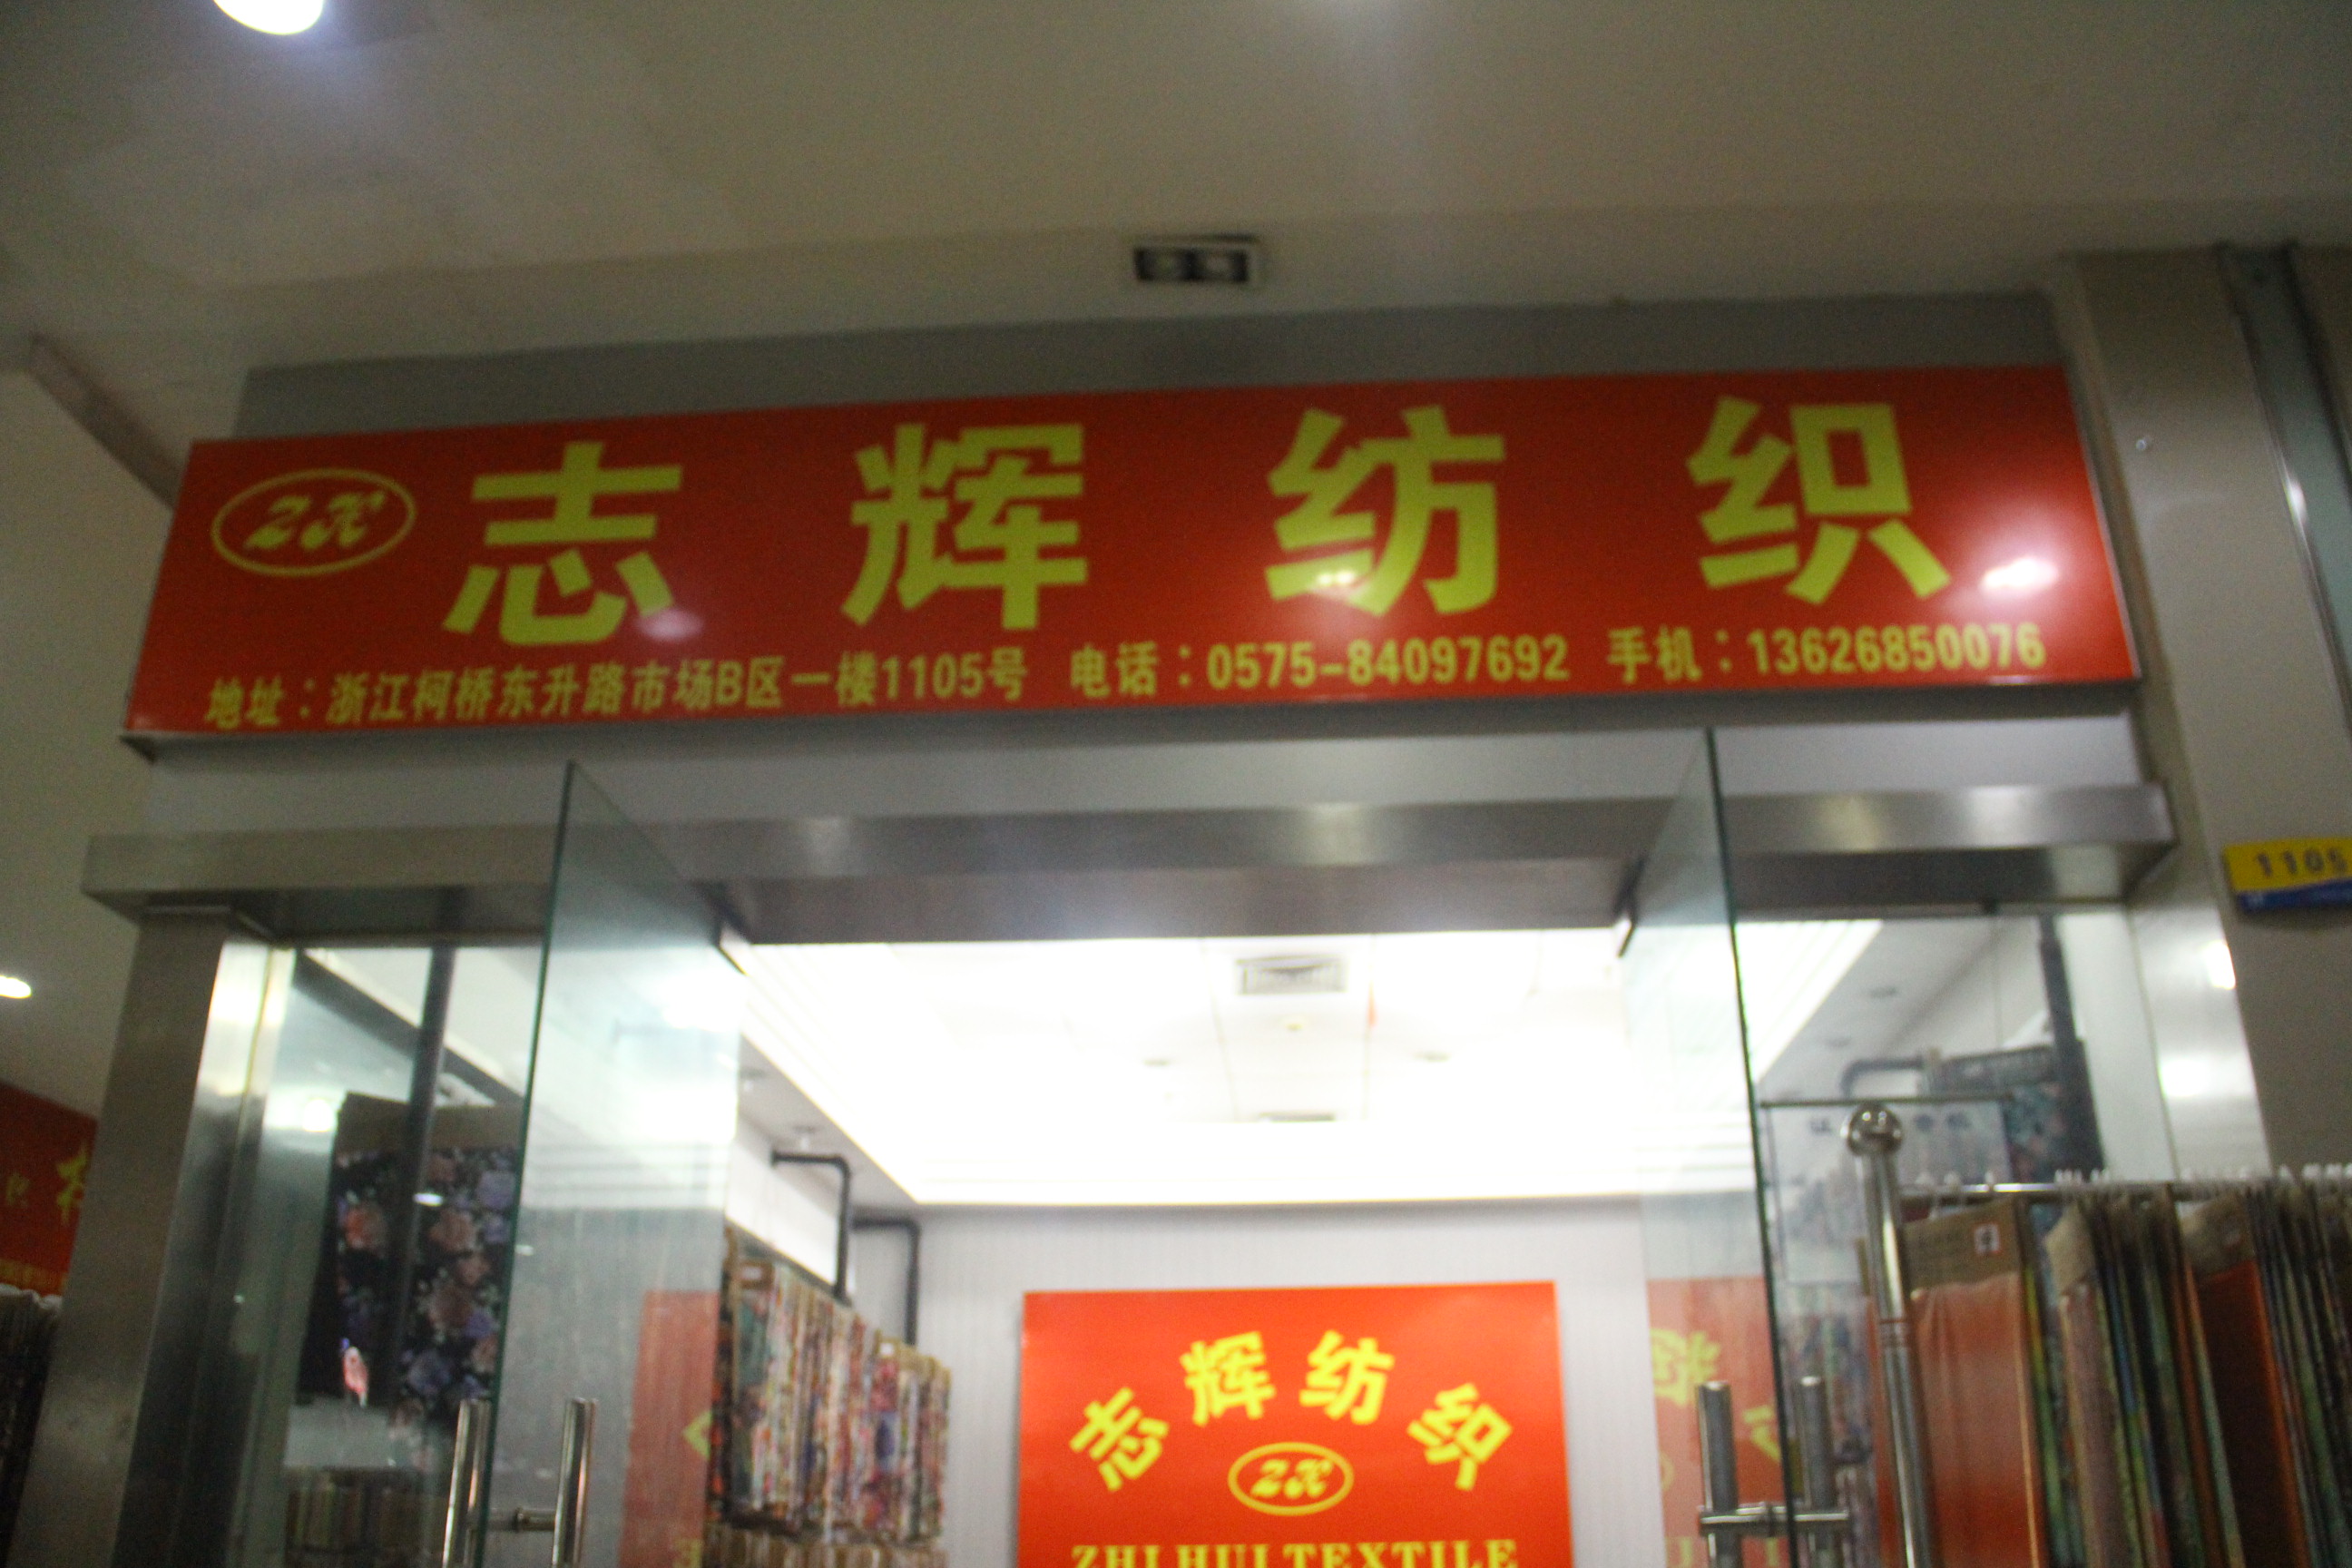 ZK 志辉纺织
地址：浙江柯桥东升路市场B区一楼1105号 电话：0575-84097692 手机：13626850076
1105
志辉纺织
ZK
ZHI HUI TEXTILE